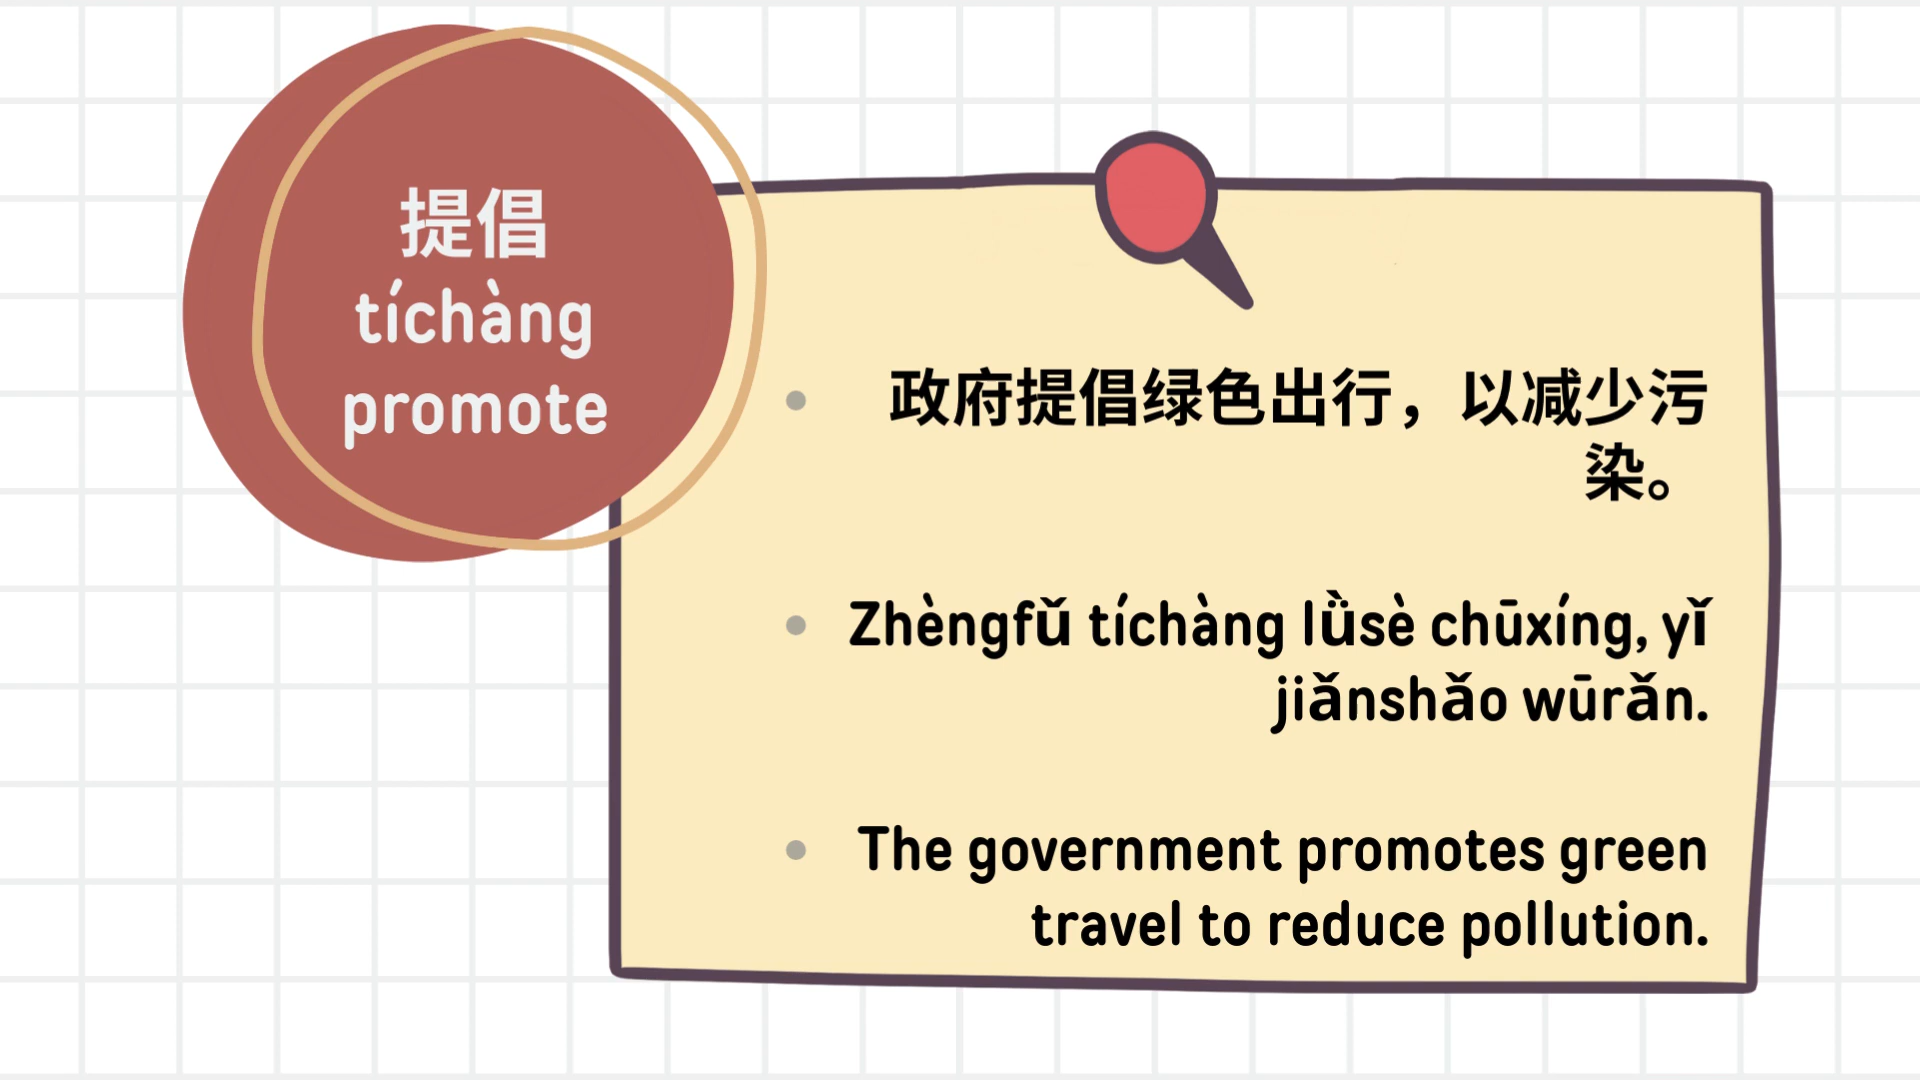 提倡
tíchàng
promote
政府提倡绿色出行，以减少污
染。
Zhèngfǔ tíchàng lǜsè chūxíng, yǐ
jiǎnshǎo wūrǎn.
The government promotes green
travel to reduce pollution.